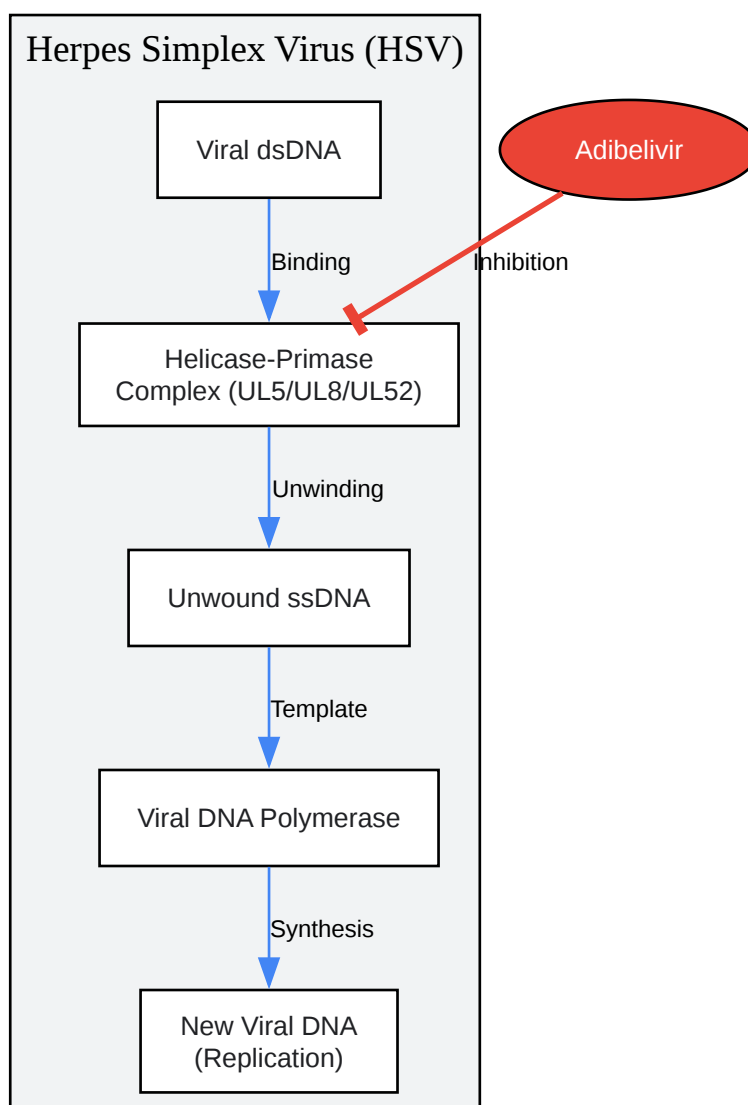 Herpes Simplex Virus (HSV)
Viral dsDNA
Adibelivir
Binding
Inhibition
Helicase-Primase
Complex (UL5/UL8/UL52)
Unwinding
Unwound ssDNA
Template
Viral DNA Polymerase
Synthesis
New Viral DNA
(Replication)